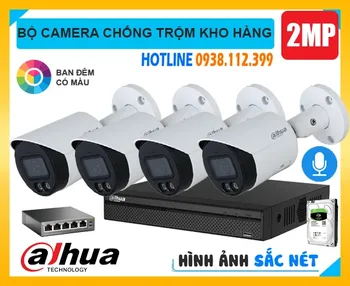 BỘ CAMERA CHỐNG TRỘM KHO HÀNG
2MP
HOTLINE 0938.112.399
BAN ĐÊM
CÓ MÀU
alhua
alhua
TECHNOLOGY
HÌNH ẢNH SẮC NÉT